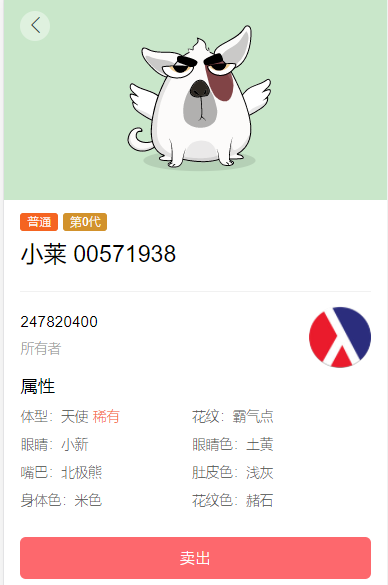 普通 第0代
小莱 00571938
247820400
所有者
属性
体型：天使 稀有 花纹：霸气点
眼睛：小新 眼睛色：土黄
嘴巴：北极熊 肚皮色：浅灰
身体色：米色 花纹色：赭石
卖出